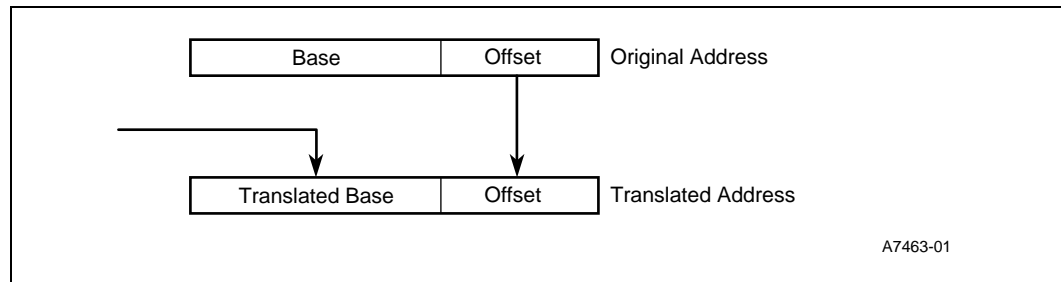 Base Offset Original Address
Translated Base Offset Translated Address
A7463-01